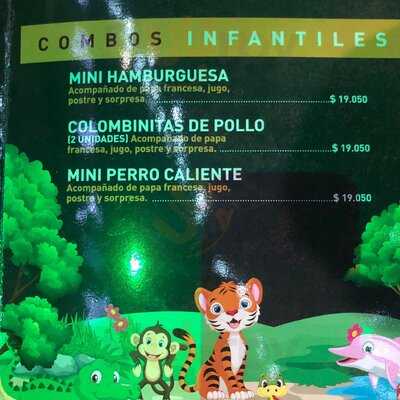 COMBOS INFANTILES
MINI HAMBURGUESA
Acompañado de papa francesa, jugo,
postre y sorpresa. $ 19.050
COLOMBINITAS DE POLLO
(2 UNIDADES) Acompañado de papa
francesa, jugo, postre y sorpresa. $ 19.050
MINI PERRO CALIENTE
Acompañado de papa francesa, jugo,
postre y sorpresa. $ 19.050